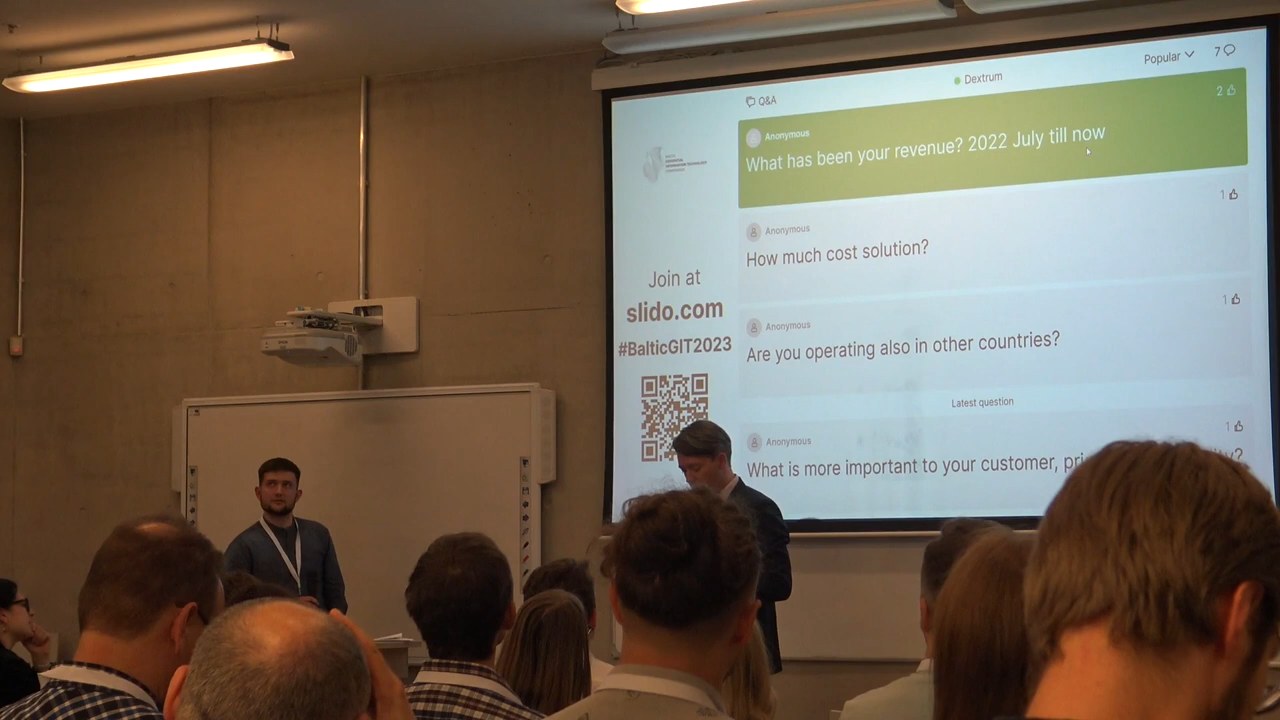 Popular
7
Dextrum
Q&A
2
Anonymous
What has been your revenue? 2022 July till now
1
Anonymous
How much cost solution?
1
Anonymous
Are you operating also in other countries?
Latest question
1
Anonymous
What is more important to your customer,
Join at
slido.com
#BalticGIT2023